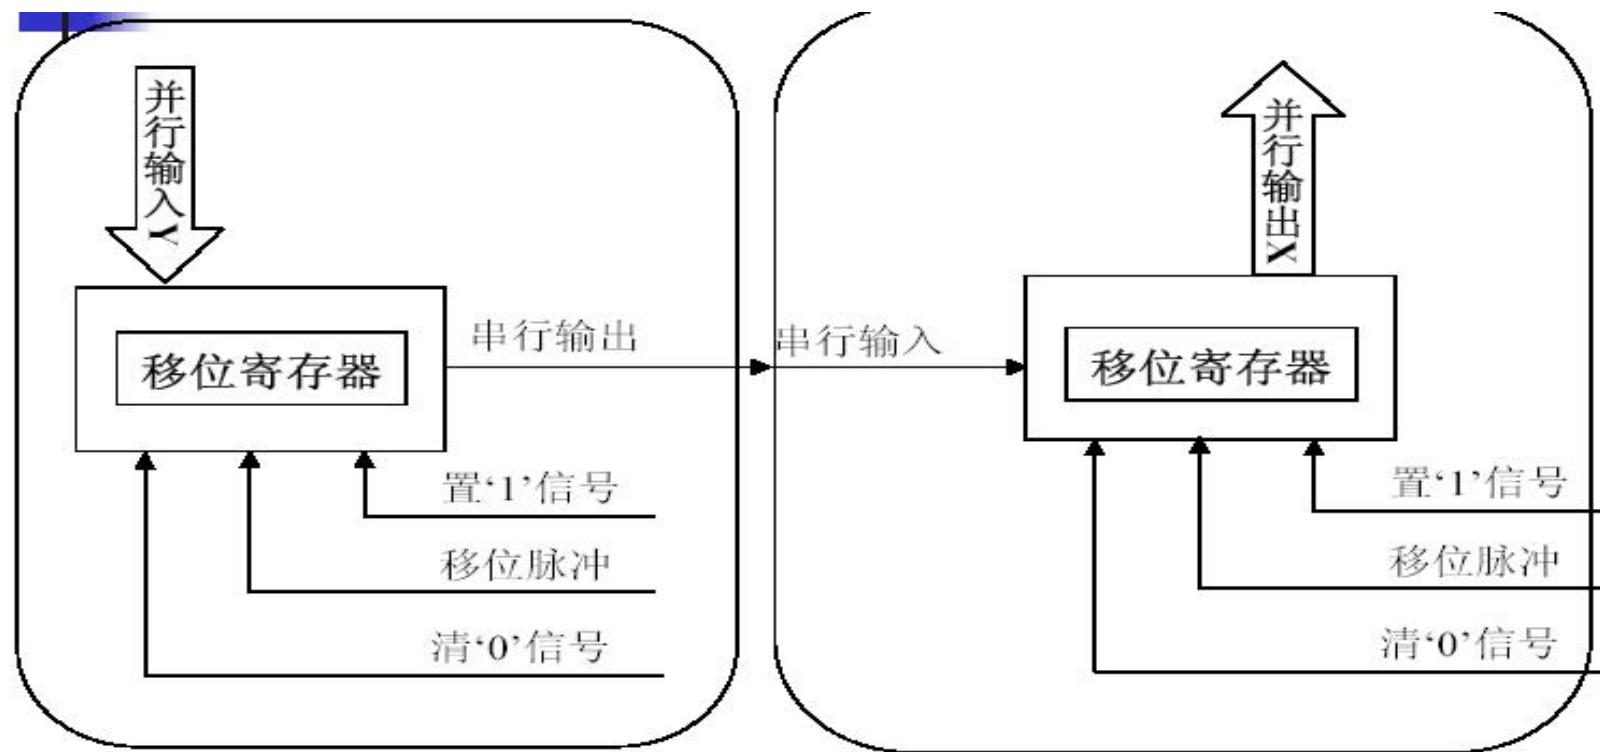 并行输入Y
移位寄存器
串行输出
置‘1’信号
移位脉冲
清‘0’信号
并行输出X
串行输入
移位寄存器
置‘1’信号
移位脉冲
清‘0’信号